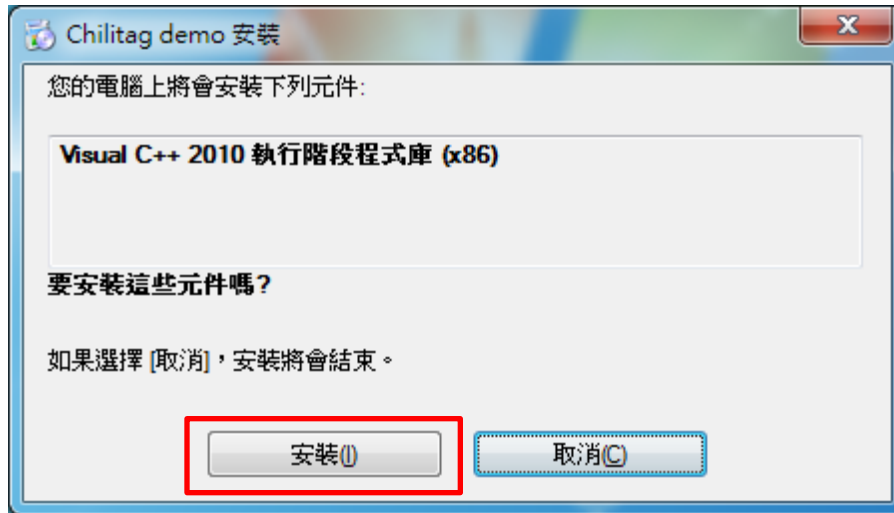 Chilitag demo 安裝
您的電腦上將會安裝下列元件:
Visual C++ 2010 執行階段程式庫 (x86)
要安裝這些元件嗎?
如果選擇 [取消]，安裝將會結束。
安裝(I) 取消(C)